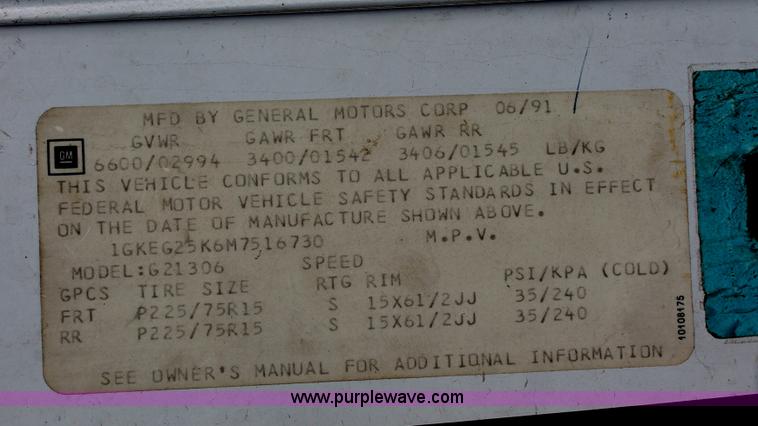 MFD BY GENERAL MOTORS CORP 06/91
GVWR GAWR FRT GAWR RR
GM
6600/02994 3400/01542 3406/01545 LB/KG
THIS VEHICLE CONFORMS TO ALL APPLICABLE U.S.
FEDERAL MOTOR VEHICLE SAFETY STANDARDS IN EFFECT
ON THE DATE OF MANUFACTURE SHOWN ABOVE.
1GKEG25K6M7516730 M.P.V.
MODEL:G21306 SPEED
GPCS TIRE SIZE RTG RIM PSI/KPA (COLD)
FRT P225/75R15 S 15X61/2JJ 35/240
RR P225/75R15 S 15X61/2JJ 35/240
10108175
SEE OWNER'S MANUAL FOR ADDITIONAL INFORMATION
www.purplewave.com